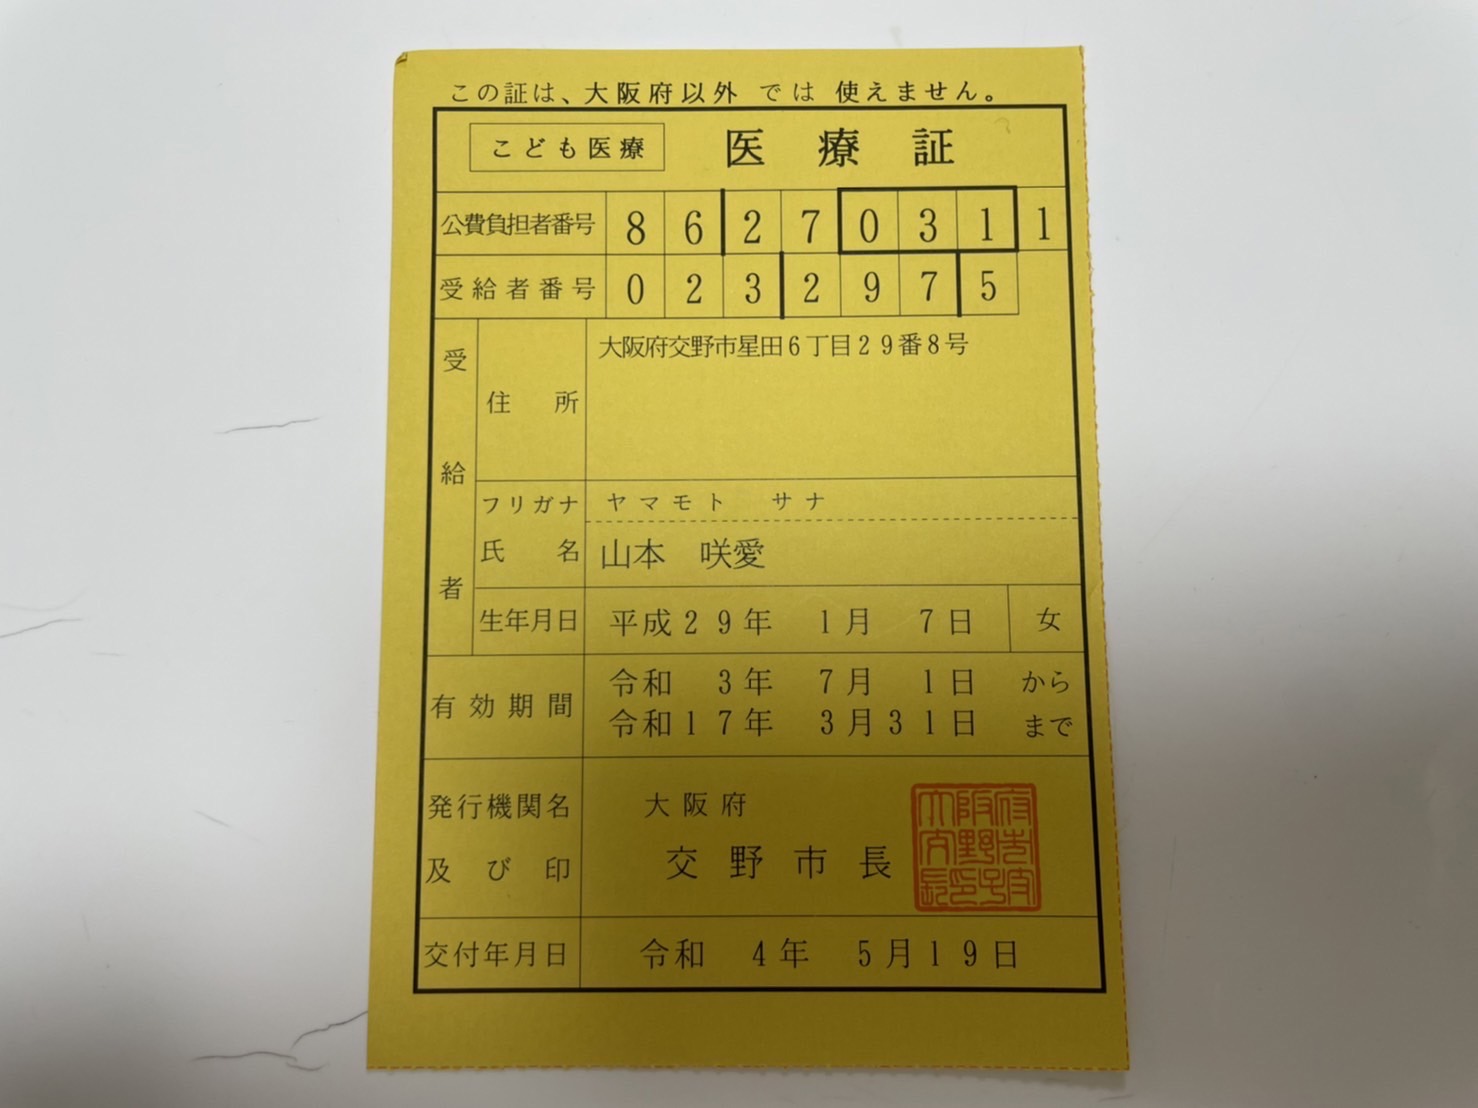 この証は、大阪府以外 では 使えません。
こども医療 医療証
公費負担者番号 8 6 2 7 0 3 1 1
受給者番号 0 2 3 2 9 7 5
受給者
住所 大阪府交野市星田6丁目29番8号
フリガナ ヤマモト サナ
氏名 山本 咲愛
生年月日 平成29年 1月 7日 女
有効期間 令和 3年 7月 1日 から
令和17年 3月31日 まで
発行機関名 大阪府
及び印 交野市長
交付年月日 令和 4年 5月19日